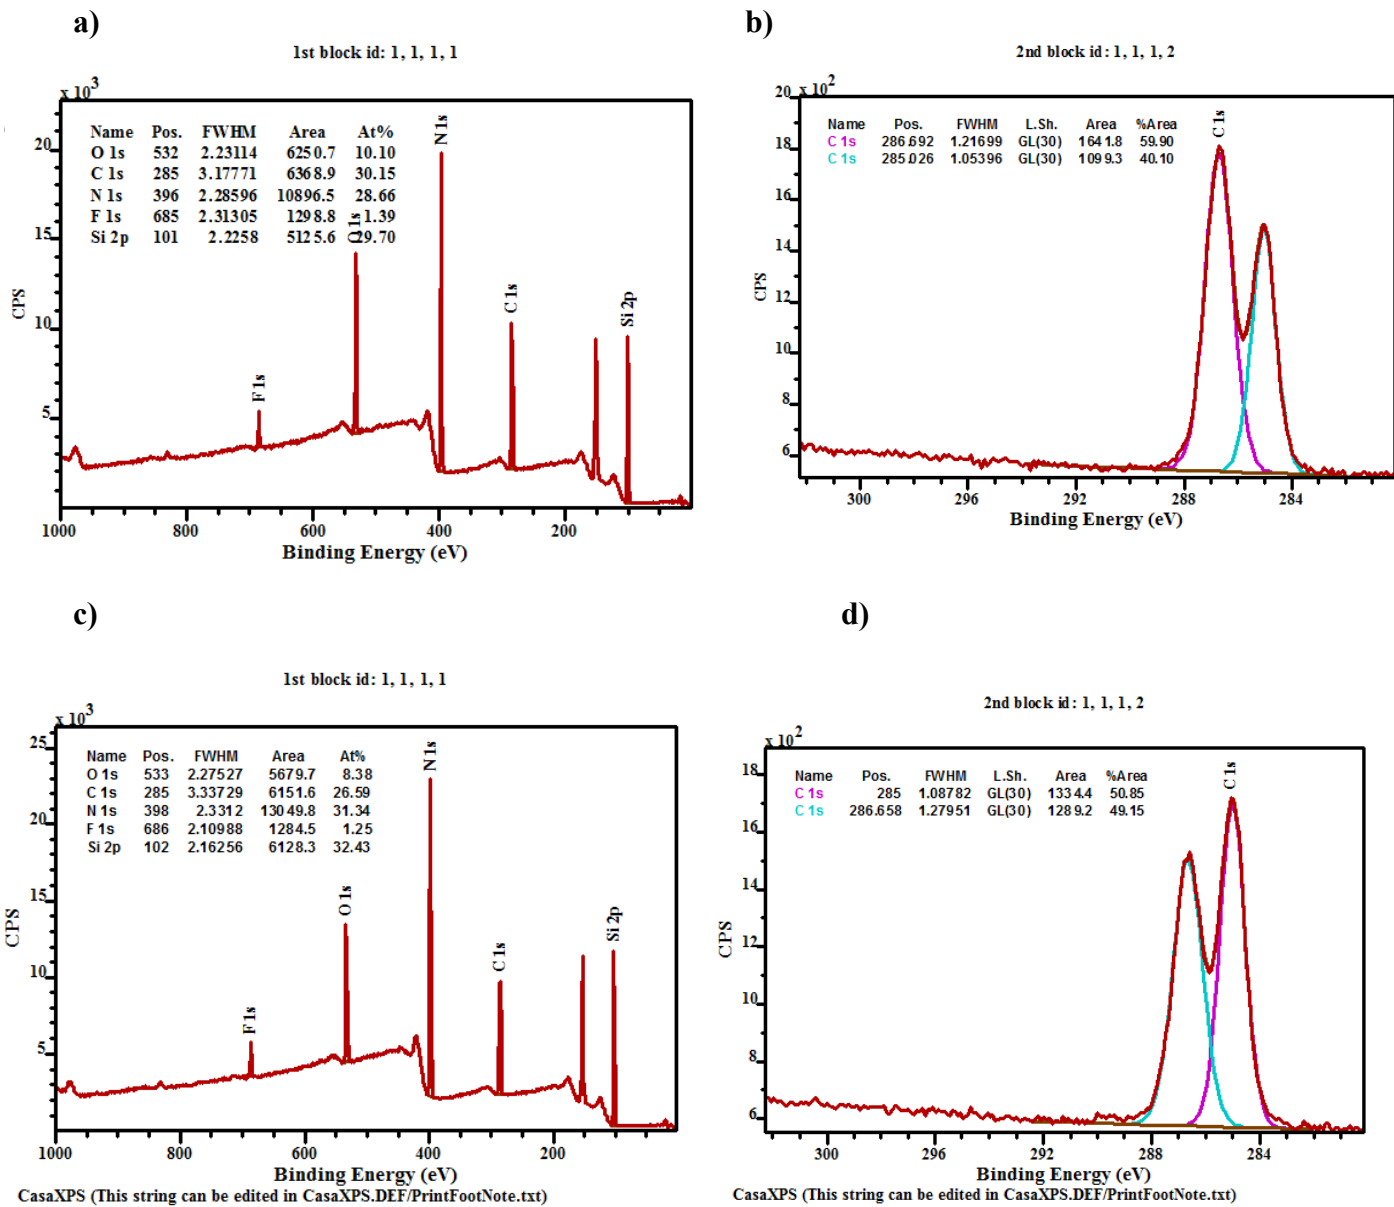 a)
1st block id: 1, 1, 1, 1
x 10^3
Name Pos. FWHM Area At%
O 1s 532 2.23114 6250.7 10.10
C 1s 285 3.17771 6368.9 30.15
N 1s 396 2.28596 10896.5 28.66
F 1s 685 2.31305 1298.8 1.39
Si 2p 101 2.2258 5125.6 29.70
N 1s
O 1s
C 1s
Si 2p
F 1s
20
15
10
5
CPS
1000 800 600 400 200
Binding Energy (eV)
b)
2nd block id: 1, 1, 1, 2
x 10^2
Name Pos. FWHM L.Sh. Area %Area
C 1s 286.692 1.21699 GL(30) 1641.8 59.90
C 1s 285.026 1.05396 GL(30) 1099.3 40.10
C 1s
20
18
16
14
12
10
8
6
CPS
300 296 292 288 284
Binding Energy (eV)
c)
1st block id: 1, 1, 1, 1
x 10^3
Name Pos. FWHM Area At%
O 1s 533 2.27527 5679.7 8.38
C 1s 285 3.33729 6151.6 26.59
N 1s 398 2.3312 13049.8 31.34
F 1s 686 2.10988 1284.5 1.25
Si 2p 102 2.16256 6128.3 32.43
N 1s
O 1s
C 1s
Si 2p
F 1s
25
20
15
10
5
CPS
1000 800 600 400 200
Binding Energy (eV)
CasaXPS (This string can be edited in CasaXPS.DEF/PrintFootNote.txt)
d)
2nd block id: 1, 1, 1, 2
x 10^2
Name Pos. FWHM L.Sh. Area %Area
C 1s 285 1.08782 GL(30) 1334.4 50.85
C 1s 286.658 1.27951 GL(30) 1289.2 49.15
C 1s
18
16
14
12
10
8
6
CPS
300 296 292 288 284
Binding Energy (eV)
CasaXPS (This string can be edited in CasaXPS.DEF/PrintFootNote.txt)